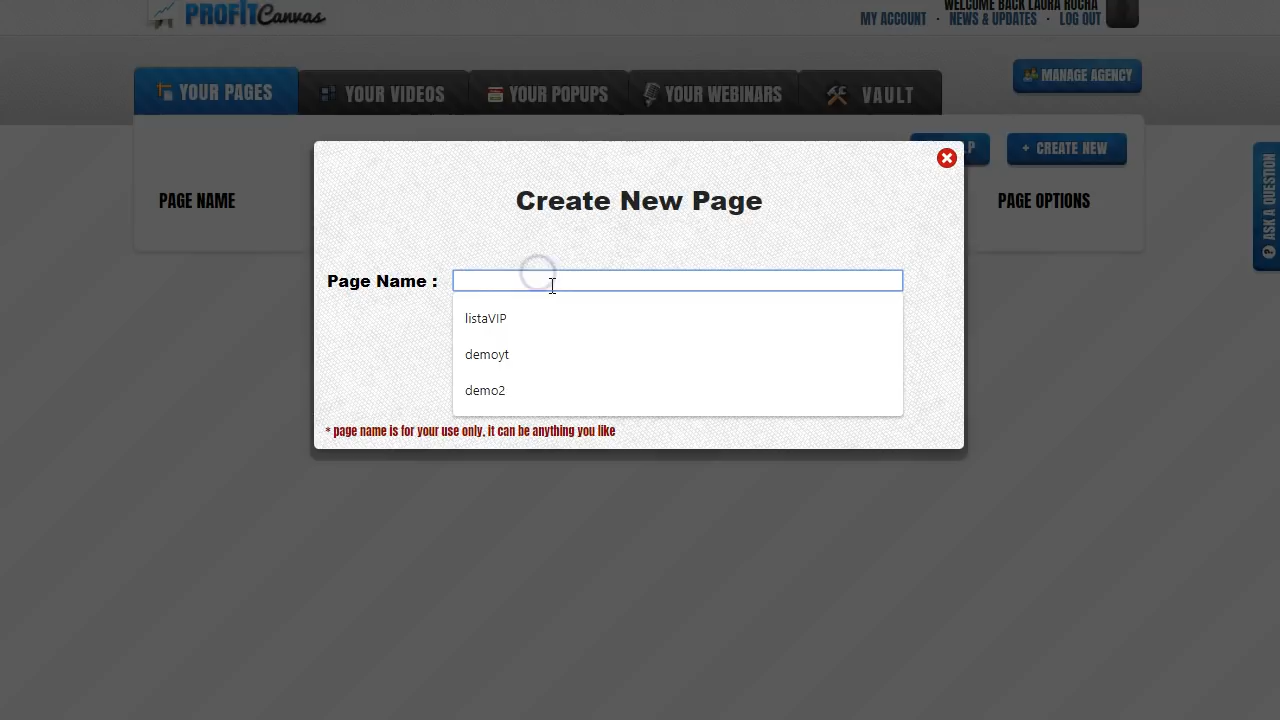 PROFIT Canvas
WELCOME BACK LAURA ROCHA
MY ACCOUNT · NEWS & UPDATES · LOG OUT
YOUR PAGES
YOUR VIDEOS
YOUR POPUPS
YOUR WEBINARS
VAULT
MANAGE AGENCY
+ CREATE NEW
PAGE NAME
PAGE OPTIONS
ASK A QUESTION
Create New Page
Page Name :
listaVIP
demoyt
demo2
* page name is for your use only, it can be anything you like